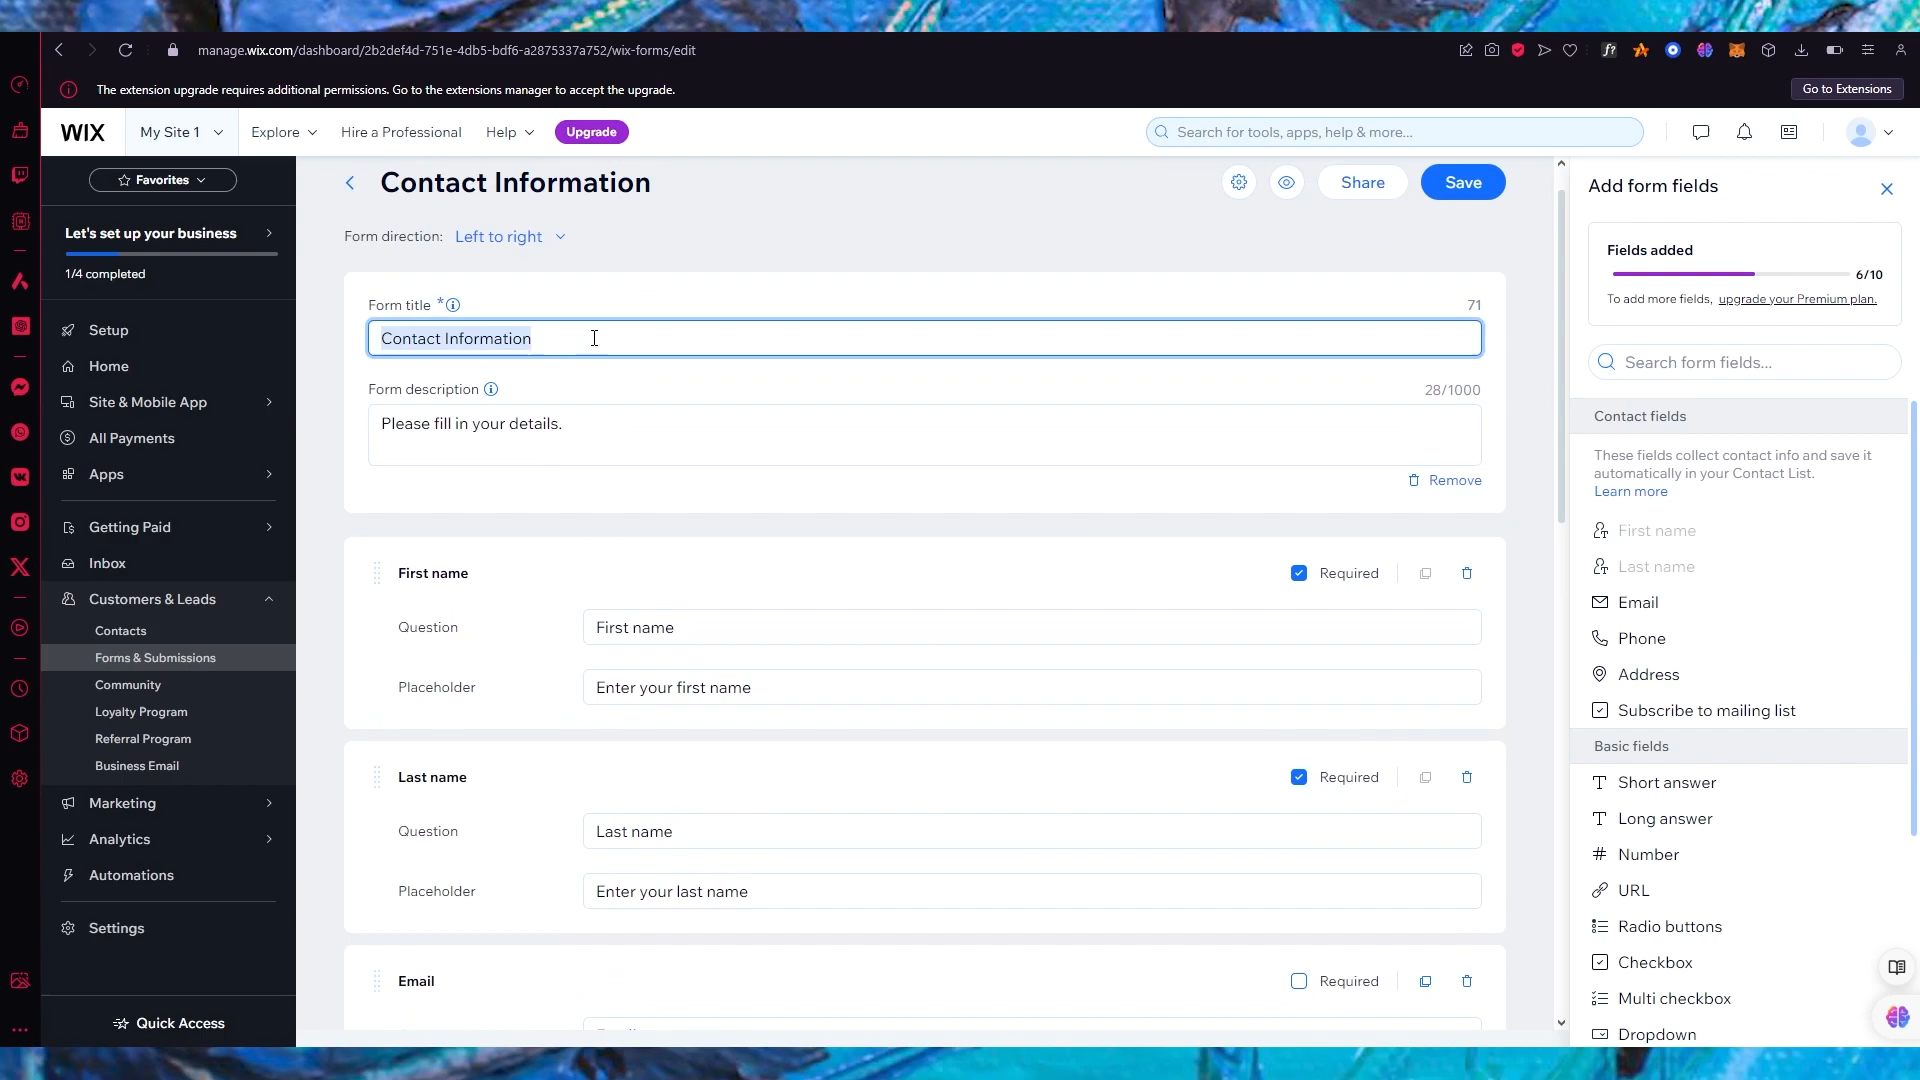 manage.wix.com/dashboard/2b2def4d-751e-4db5-bdf6-a2875337a752/wix-forms/edit
The extension upgrade requires additional permissions. Go to the extensions manager to accept the upgrade.
Go to Extensions
WIX
My Site 1
Explore
Hire a Professional
Help
Upgrade
Search for tools, apps, help & more...
Favorites
Let's set up your business
1/4 completed
Setup
Home
Site & Mobile App
All Payments
Apps
Getting Paid
Inbox
Customers & Leads
Contacts
Forms & Submissions
Community
Loyalty Program
Referral Program
Business Email
Marketing
Analytics
Automations
Settings
Quick Access
Contact Information
Share
Save
Form direction: Left to right
Form title *
71
Contact Information
Form description
28/1000
Please fill in your details.
Remove
First name
Required
Question
First name
Placeholder
Enter your first name
Last name
Required
Question
Last name
Placeholder
Enter your last name
Email
Required
Add form fields
Fields added
6/10
To add more fields, upgrade your Premium plan.
Search form fields...
Contact fields
These fields collect contact info and save it
automatically in your Contact List.
Learn more
First name
Last name
Email
Phone
Address
Subscribe to mailing list
Basic fields
Short answer
Long answer
Number
URL
Radio buttons
Checkbox
Multi checkbox
Dropdown